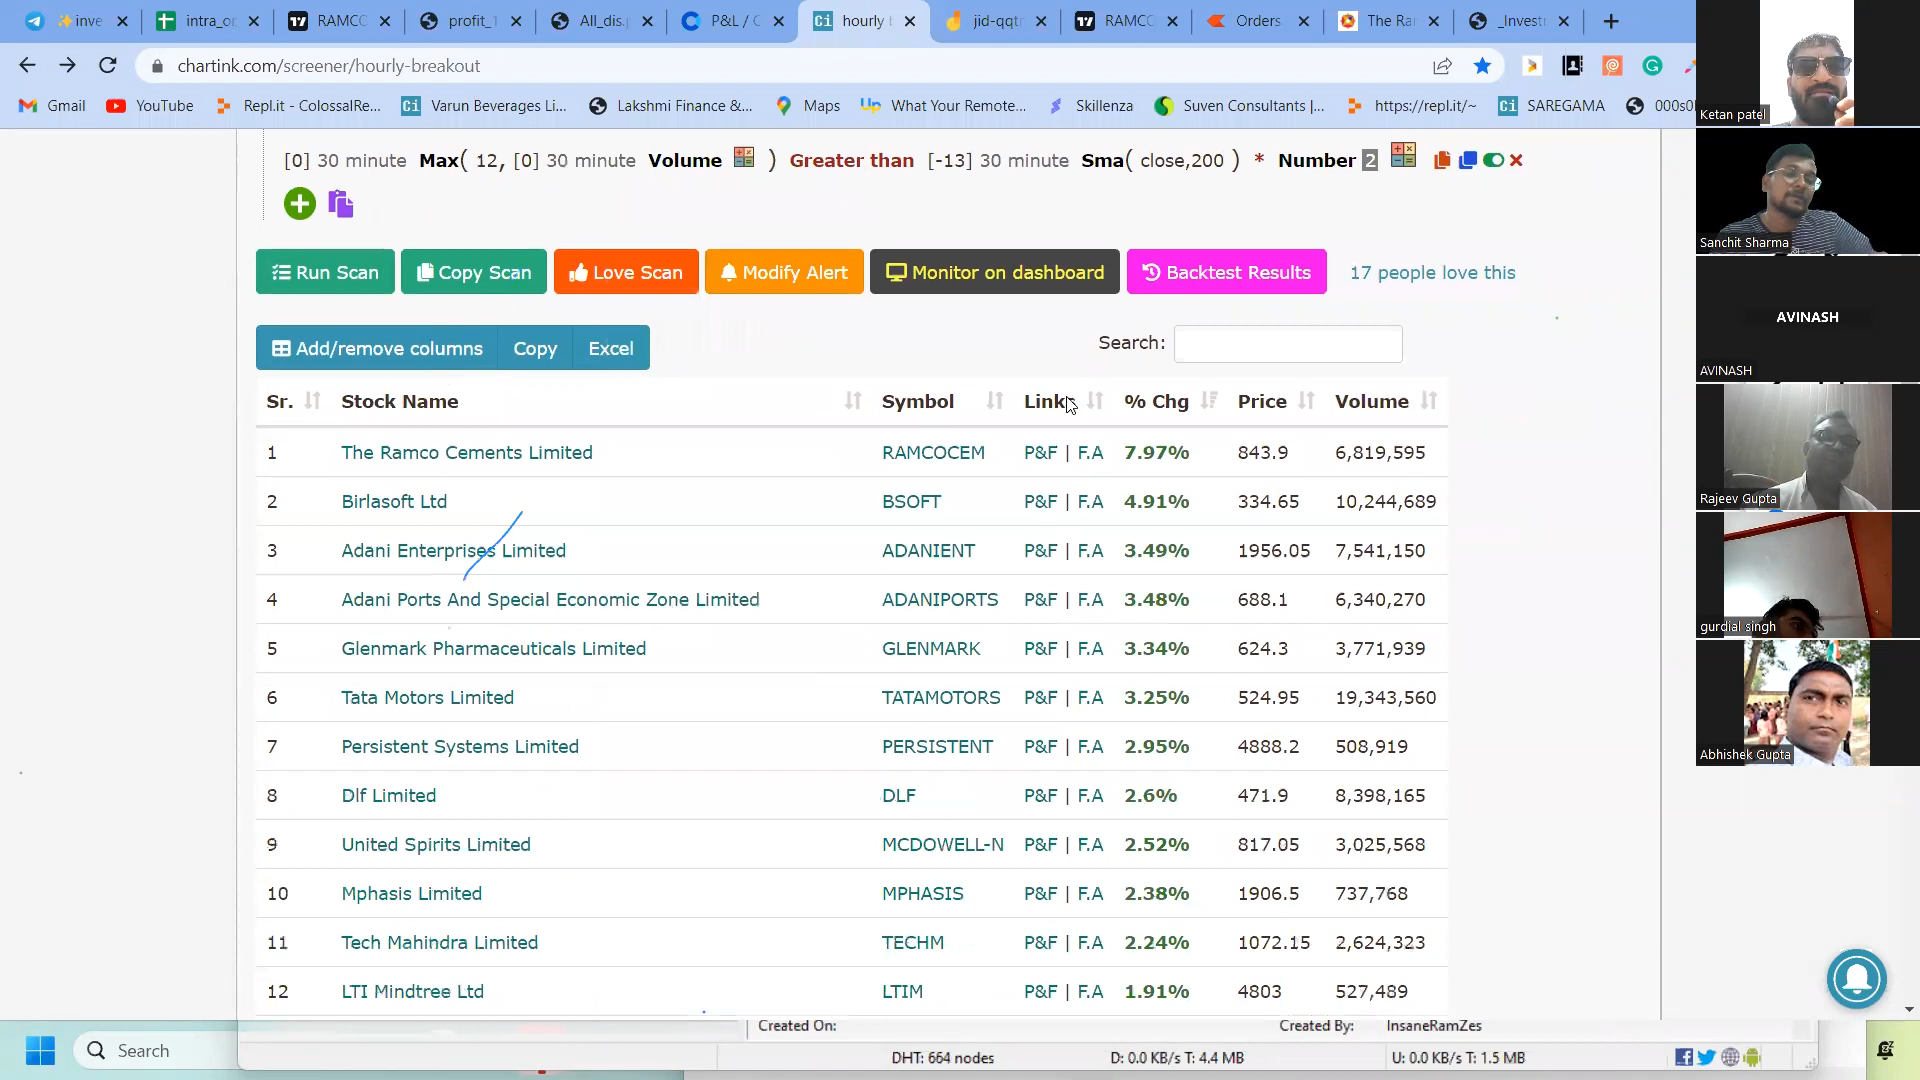 inve
intra_o
RAMCO
profit_1
All_dis.p
P&L / C
hourly b
jid-qqtr
RAMCO
Orders
The Ra
_Investr
chartink.com/screener/hourly-breakout
Gmail
YouTube
Repl.it - ColossalRe...
Varun Beverages Li...
Lakshmi Finance &...
Maps
What Your Remote...
Skillenza
Suven Consultants |...
https://repl.it/~
SAREGAMA
[0] 30 minute Max( 12, [0] 30 minute Volume ) Greater than [-13] 30 minute Sma( close,200 ) * Number 2
Run Scan Copy Scan Love Scan Modify Alert Monitor on dashboard Backtest Results 17 people love this
Add/remove columns Copy Excel Search:
Sr. Stock Name Symbol Links % Chg Price Volume
1 The Ramco Cements Limited RAMCOCEM P&F | F.A 7.97% 843.9 6,819,595
2 Birlasoft Ltd BSOFT P&F | F.A 4.91% 334.65 10,244,689
3 Adani Enterprises Limited ADANIENT P&F | F.A 3.49% 1956.05 7,541,150
4 Adani Ports And Special Economic Zone Limited ADANIPORTS P&F | F.A 3.48% 688.1 6,340,270
5 Glenmark Pharmaceuticals Limited GLENMARK P&F | F.A 3.34% 624.3 3,771,939
6 Tata Motors Limited TATAMOTORS P&F | F.A 3.25% 524.95 19,343,560
7 Persistent Systems Limited PERSISTENT P&F | F.A 2.95% 4888.2 508,919
8 Dlf Limited DLF P&F | F.A 2.6% 471.9 8,398,165
9 United Spirits Limited MCDOWELL-N P&F | F.A 2.52% 817.05 3,025,568
10 Mphasis Limited MPHASIS P&F | F.A 2.38% 1906.5 737,768
11 Tech Mahindra Limited TECHM P&F | F.A 2.24% 1072.15 2,624,323
12 LTI Mindtree Ltd LTIM P&F | F.A 1.91% 4803 527,489
Created On: Created By: InsaneRamZes
Search
DHT: 664 nodes D: 0.0 KB/s T: 4.4 MB U: 0.0 KB/s T: 1.5 MB
Ketan patel
Sanchit Sharma
AVINASH
AVINASH
Rajeev Gupta
gurdial singh
Abhishek Gupta